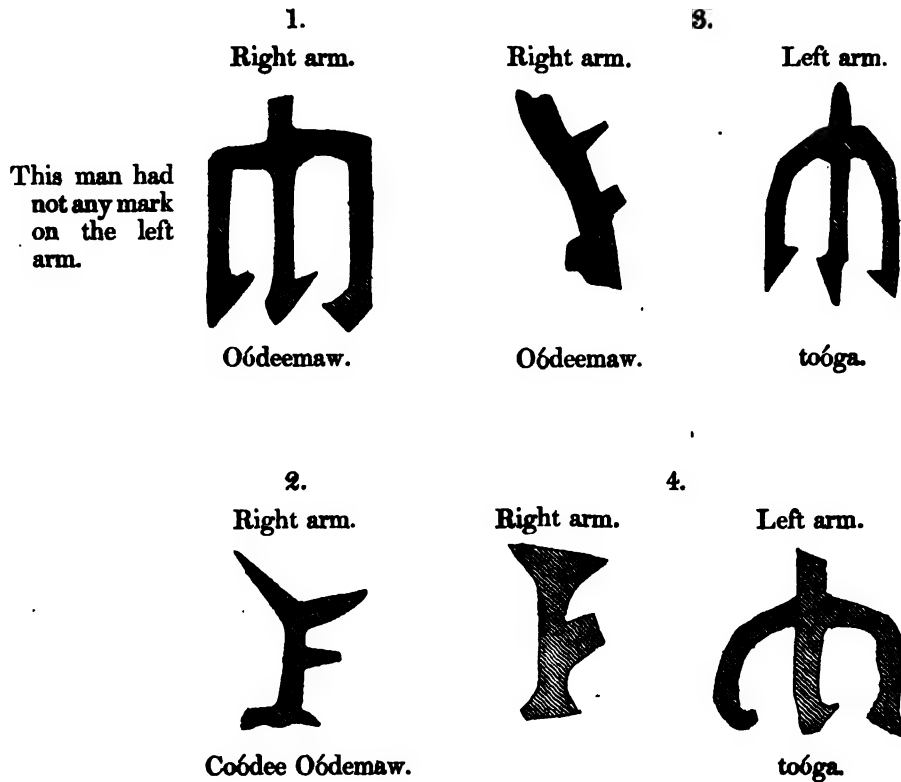 1.
Right arm.
This man had
not any mark
on the left
arm.
Oódeemaw.
3.
Right arm.
Left arm.
Oódeemaw.
toóga.
2.
Right arm.
Coódee Oódemaw.
4.
Right arm.
Left arm.
toóga.